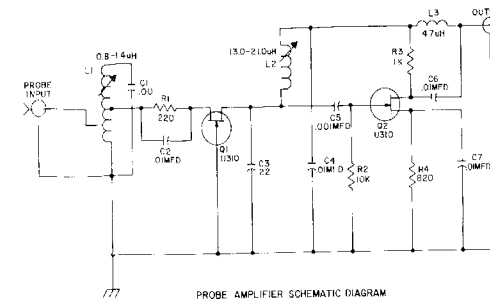 L3
47uH
OUT
0.8-1.4uH
L1
13.0-21.0uH
L2
R3
1K
C6
.01MFD
PROBE
INPUT
C1
R1
220
C2
.01MFD
Q1
U310
C3
22
C5
.001MFD
Q2
U310
C4
R2
10K
R4
820
C7
.01MFD
PROBE AMPLIFIER SCHEMATIC DIAGRAM